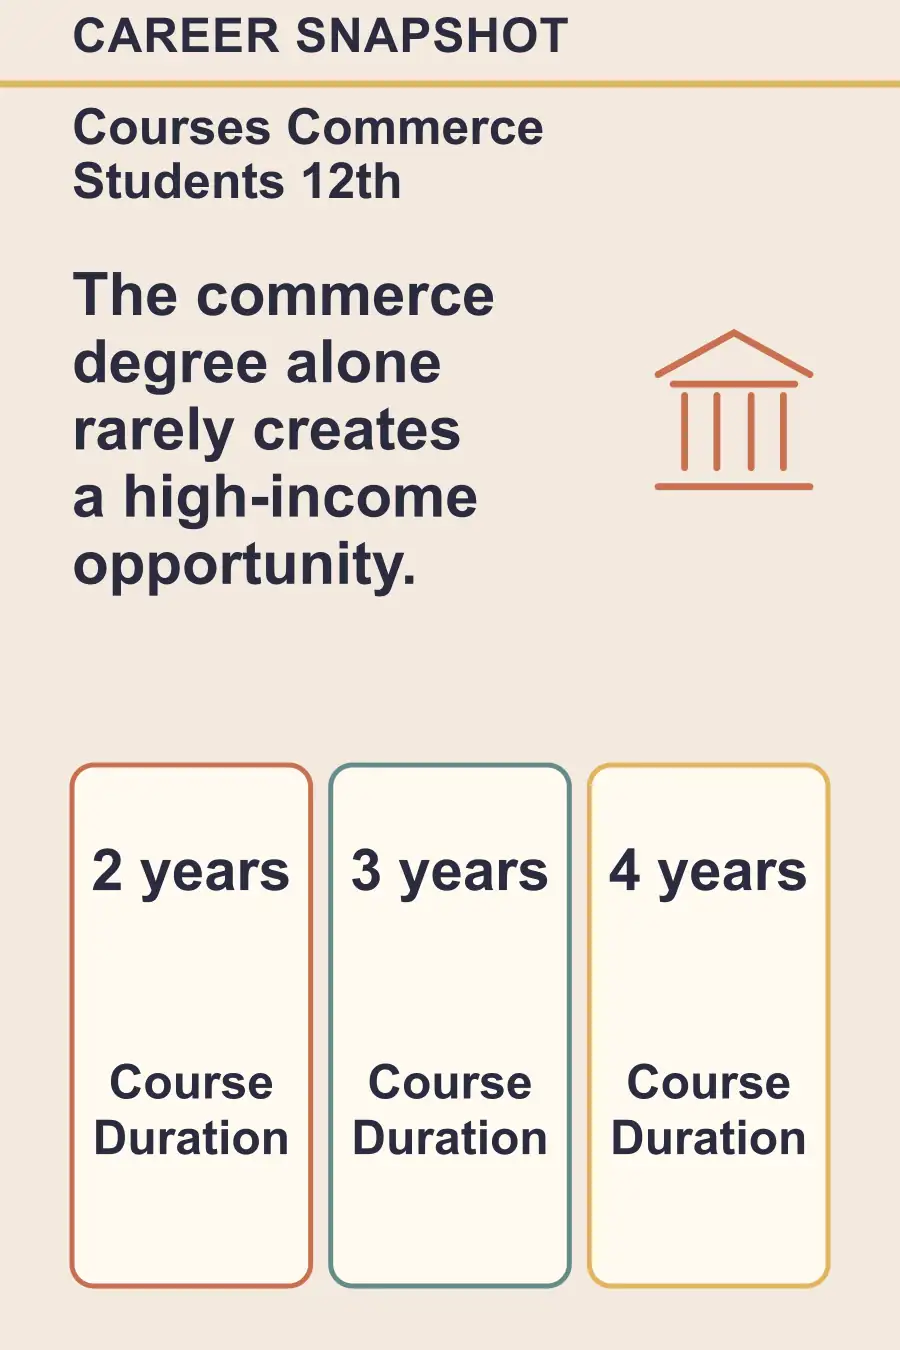 CAREER SNAPSHOT
Courses Commerce
Students 12th
The commerce
degree alone
rarely creates
a high-income
opportunity.
2 years
Course
Duration
3 years
Course
Duration
4 years
Course
Duration